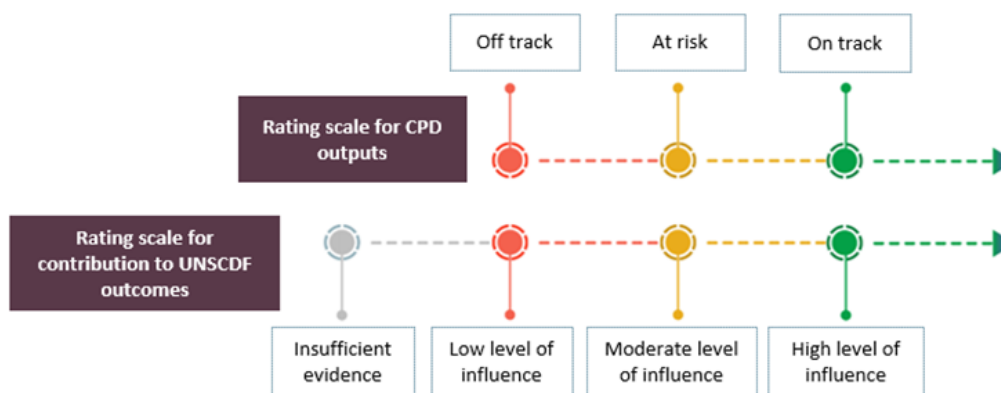 Off track
At risk
On track
Rating scale for CPD
outputs
Rating scale for
contribution to UNSCDF
outcomes
Insufficient
evidence
Low level of
influence
Moderate level
of influence
High level of
influence